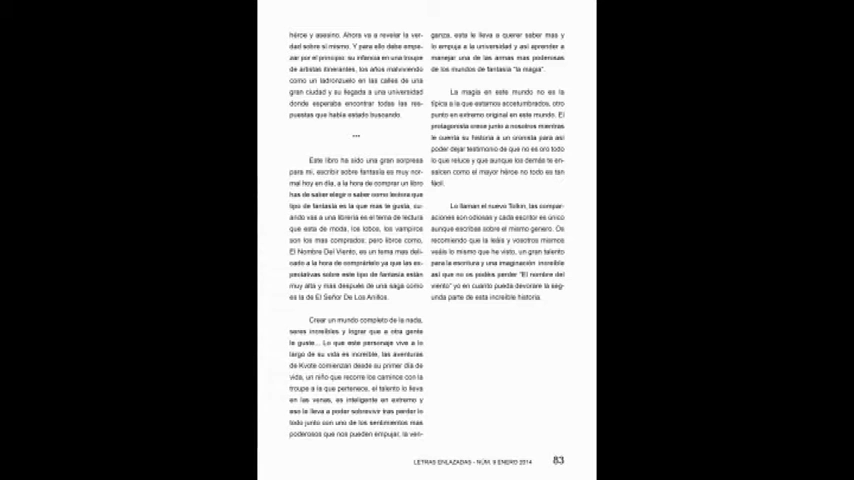 héroe y asesino. Ahora va a revelar la ver-
dad sobre sí mismo. Y para ello debe empe-
zar por el principio: su infancia en una troupe
de artistas itinerantes, los años malviviendo
como un ladronzuelo en las calles de una
gran ciudad y su llegada a una universidad
donde esperaba encontrar todas las res-
puestas que había estado buscando.
***
Este libro ha sido una gran sorpresa
para mi, escribir sobre fantasía es muy nor-
mal hoy en día, a la hora de comprar un libro
has de saber elegir o saber como lectora que
tipo de fantasía es la que mas te gusta, cu-
ando vas a una librería es el tema de lectura
que esta de moda, los lobos, los vampiros
son los mas comprados; pero libros como,
El Nombre Del Viento, es un tema mas deli-
cado a la hora de comprártelo ya que las ex-
pectativas sobre este tipo de fantasía están
muy alta y mas después de una saga como
es la de El Señor De Los Anillos.
Crear un mundo completo de la nada,
seres increíbles y lograr que a otra gente
le guste... Lo que este personaje vive a lo
largo de su vida es increíble, las aventuras
de Kvote comienzan desde su primer día de
vida, un niño que recorre los caminos con la
troupe a la que pertenece, el talento lo lleva
en las venas, es inteligente en extremo y
eso le lleva a poder sobrevivir tras perder lo
todo junto con uno de los sentimientos mas
poderosos que nos pueden empujar, la ven-
ganza, esta le lleva a querer saber mas y
lo empuja a la universidad y así aprender a
manejar una de las armas mas poderosas
de los mundos de fantasía "la magia".
La magia en este mundo no es la
típica a la que estamos acostumbrados, otro
punto en extremo original en este mundo. El
protagonista crece junto a nosotros mientras
le cuenta su historia a un cronista para así
poder dejar testimonio de que no es oro todo
lo que reluce y que aunque los demás te en-
salcen como el mayor héroe no todo es tan
fácil.
Lo llaman el nuevo Tolkin, las compar-
aciones son odiosas y cada escritor es único
aunque escribas sobre el mismo genero. Os
recomiendo que la leáis y vosotros mismos
veáis lo mismo que he visto, un gran talento
para la escritura y una imaginación increíble
así que no os podéis perder "El nombre del
viento" yo en cuanto pueda devorare la seg-
unda parte de esta increíble historia.
LETRAS ENLAZADAS - NÚM. 9 ENERO 2014 83